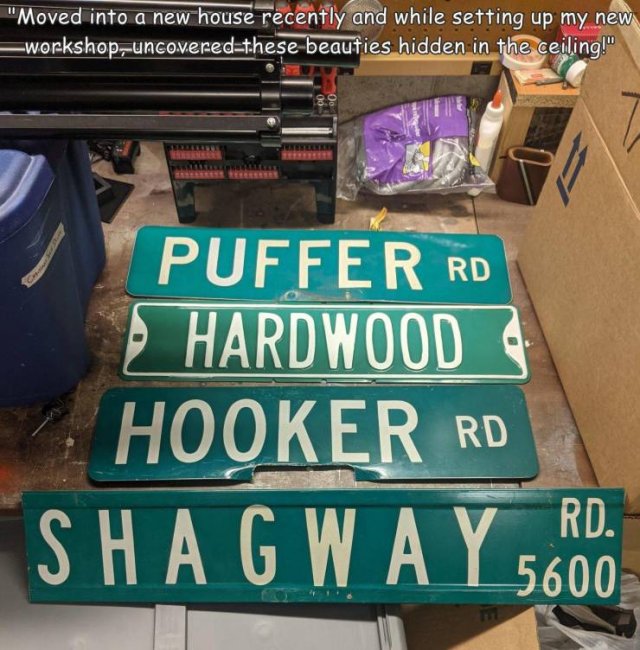 "Moved into a new house recently and while setting up my new
workshop, uncovered these beauties hidden in the ceiling!"
PUFFER RD
HARDWOOD
HOOKER RD
SHAGWAY RD.
5600